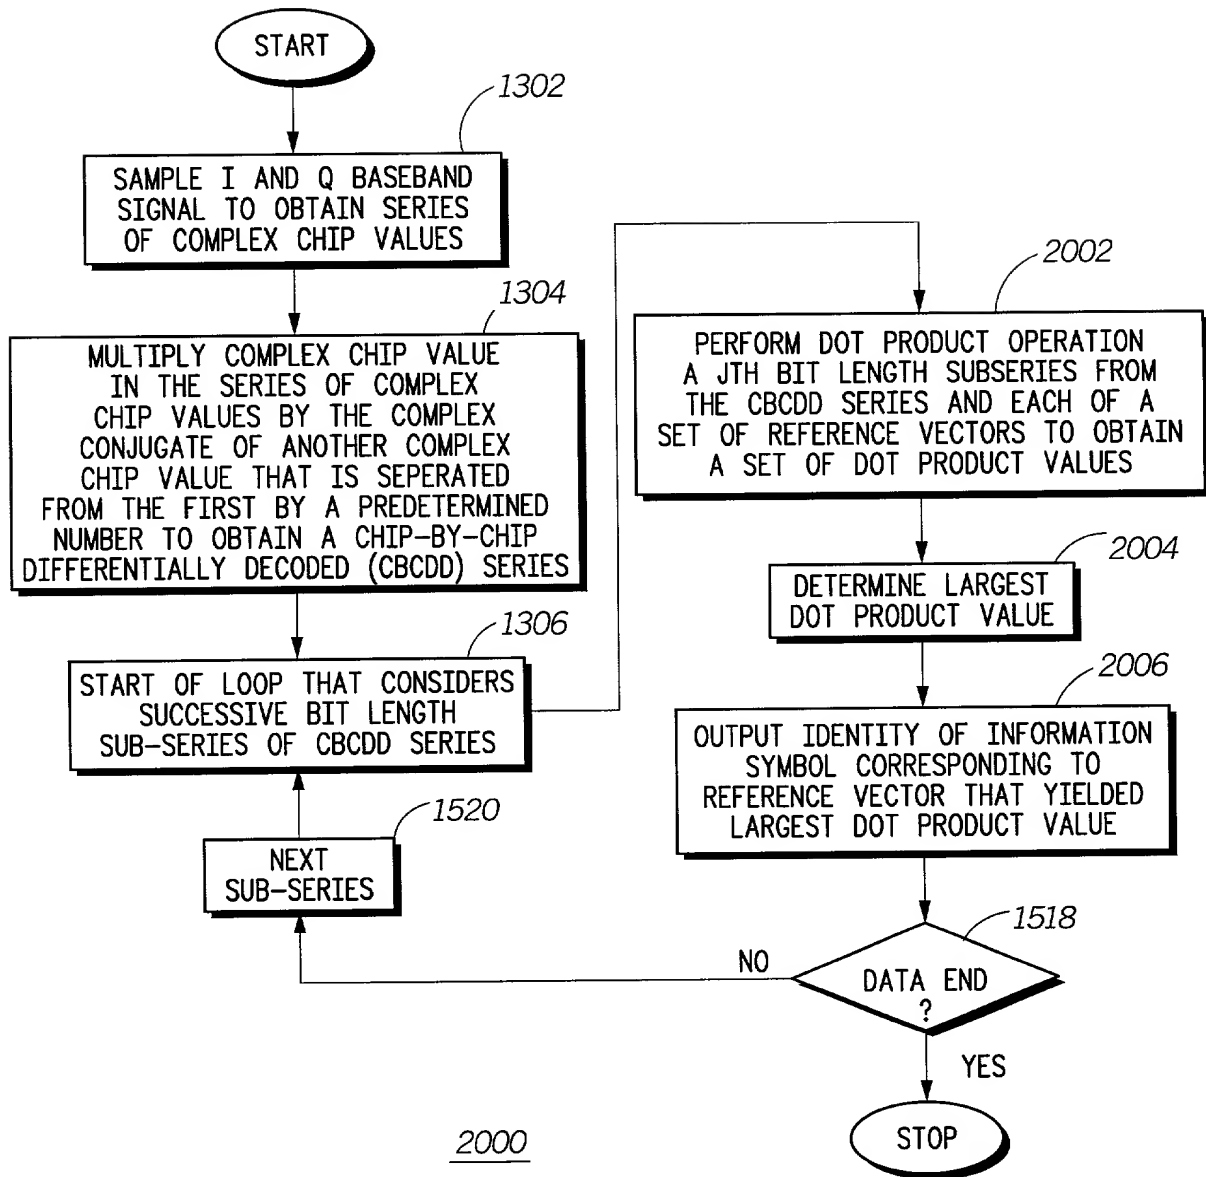 START
1302
SAMPLE I AND Q BASEBAND
SIGNAL TO OBTAIN SERIES
OF COMPLEX CHIP VALUES
1304
MULTIPLY COMPLEX CHIP VALUE
IN THE SERIES OF COMPLEX
CHIP VALUES BY THE COMPLEX
CONJUGATE OF ANOTHER COMPLEX
CHIP VALUE THAT IS SEPERATED
FROM THE FIRST BY A PREDETERMINED
NUMBER TO OBTAIN A CHIP-BY-CHIP
DIFFERENTIALLY DECODED (CBCDD) SERIES
1306
START OF LOOP THAT CONSIDERS
SUCCESSIVE BIT LENGTH
SUB-SERIES OF CBCDD SERIES
1520
NEXT
SUB-SERIES
2002
PERFORM DOT PRODUCT OPERATION
A JTH BIT LENGTH SUBSERIES FROM
THE CBCDD SERIES AND EACH OF A
SET OF REFERENCE VECTORS TO OBTAIN
A SET OF DOT PRODUCT VALUES
2004
DETERMINE LARGEST
DOT PRODUCT VALUE
2006
OUTPUT IDENTITY OF INFORMATION
SYMBOL CORRESPONDING TO
REFERENCE VECTOR THAT YIELDED
LARGEST DOT PRODUCT VALUE
1518
DATA END
?
NO
YES
STOP
2000